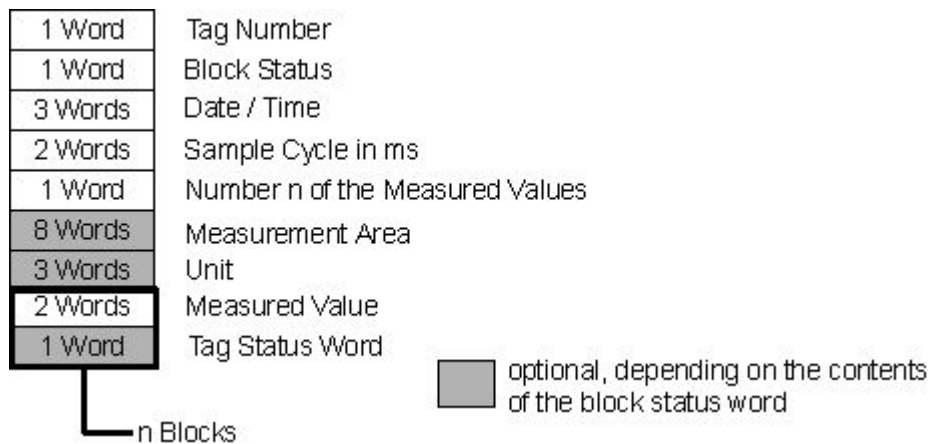 1 Word Tag Number
1 Word Block Status
3 Words Date / Time
2 Words Sample Cycle in ms
1 Word Number n of the Measured Values
8 Words Measurement Area
3 Words Unit
2 Words Measured Value
1 Word Tag Status Word
optional, depending on the contents
of the block status word
n Blocks